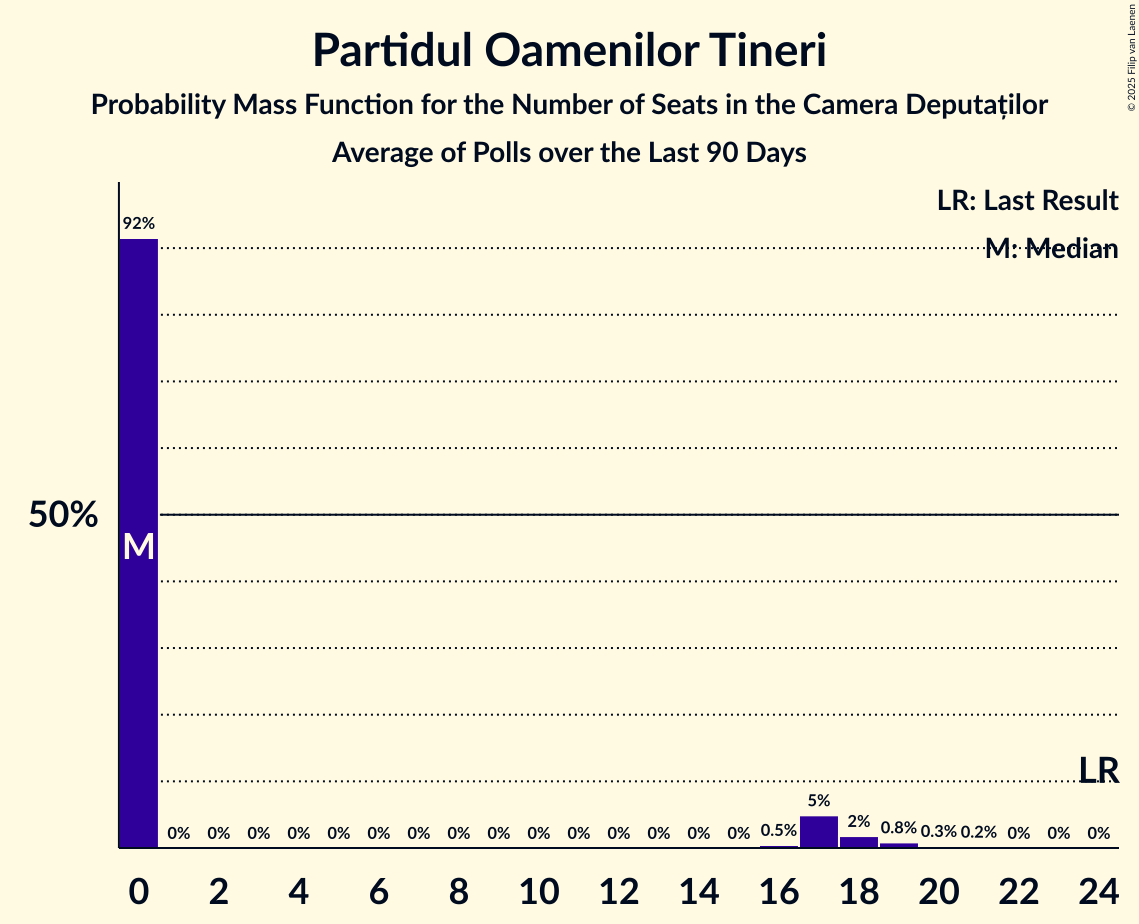 Partidul Oamenilor Tineri
Probability Mass Function for the Number of Seats in the Camera Deputaților
Average of Polls over the Last 90 Days
© 2025 Filip van Laenen
LR: Last Result
M: Median
92%
50%
M
LR
0% 0% 0% 0% 0% 0% 0% 0% 0% 0% 0% 0% 0% 0% 0% 0.5% 5% 2% 0.8% 0.3% 0.2% 0% 0% 0%
0 2 4 6 8 10 12 14 16 18 20 22 24